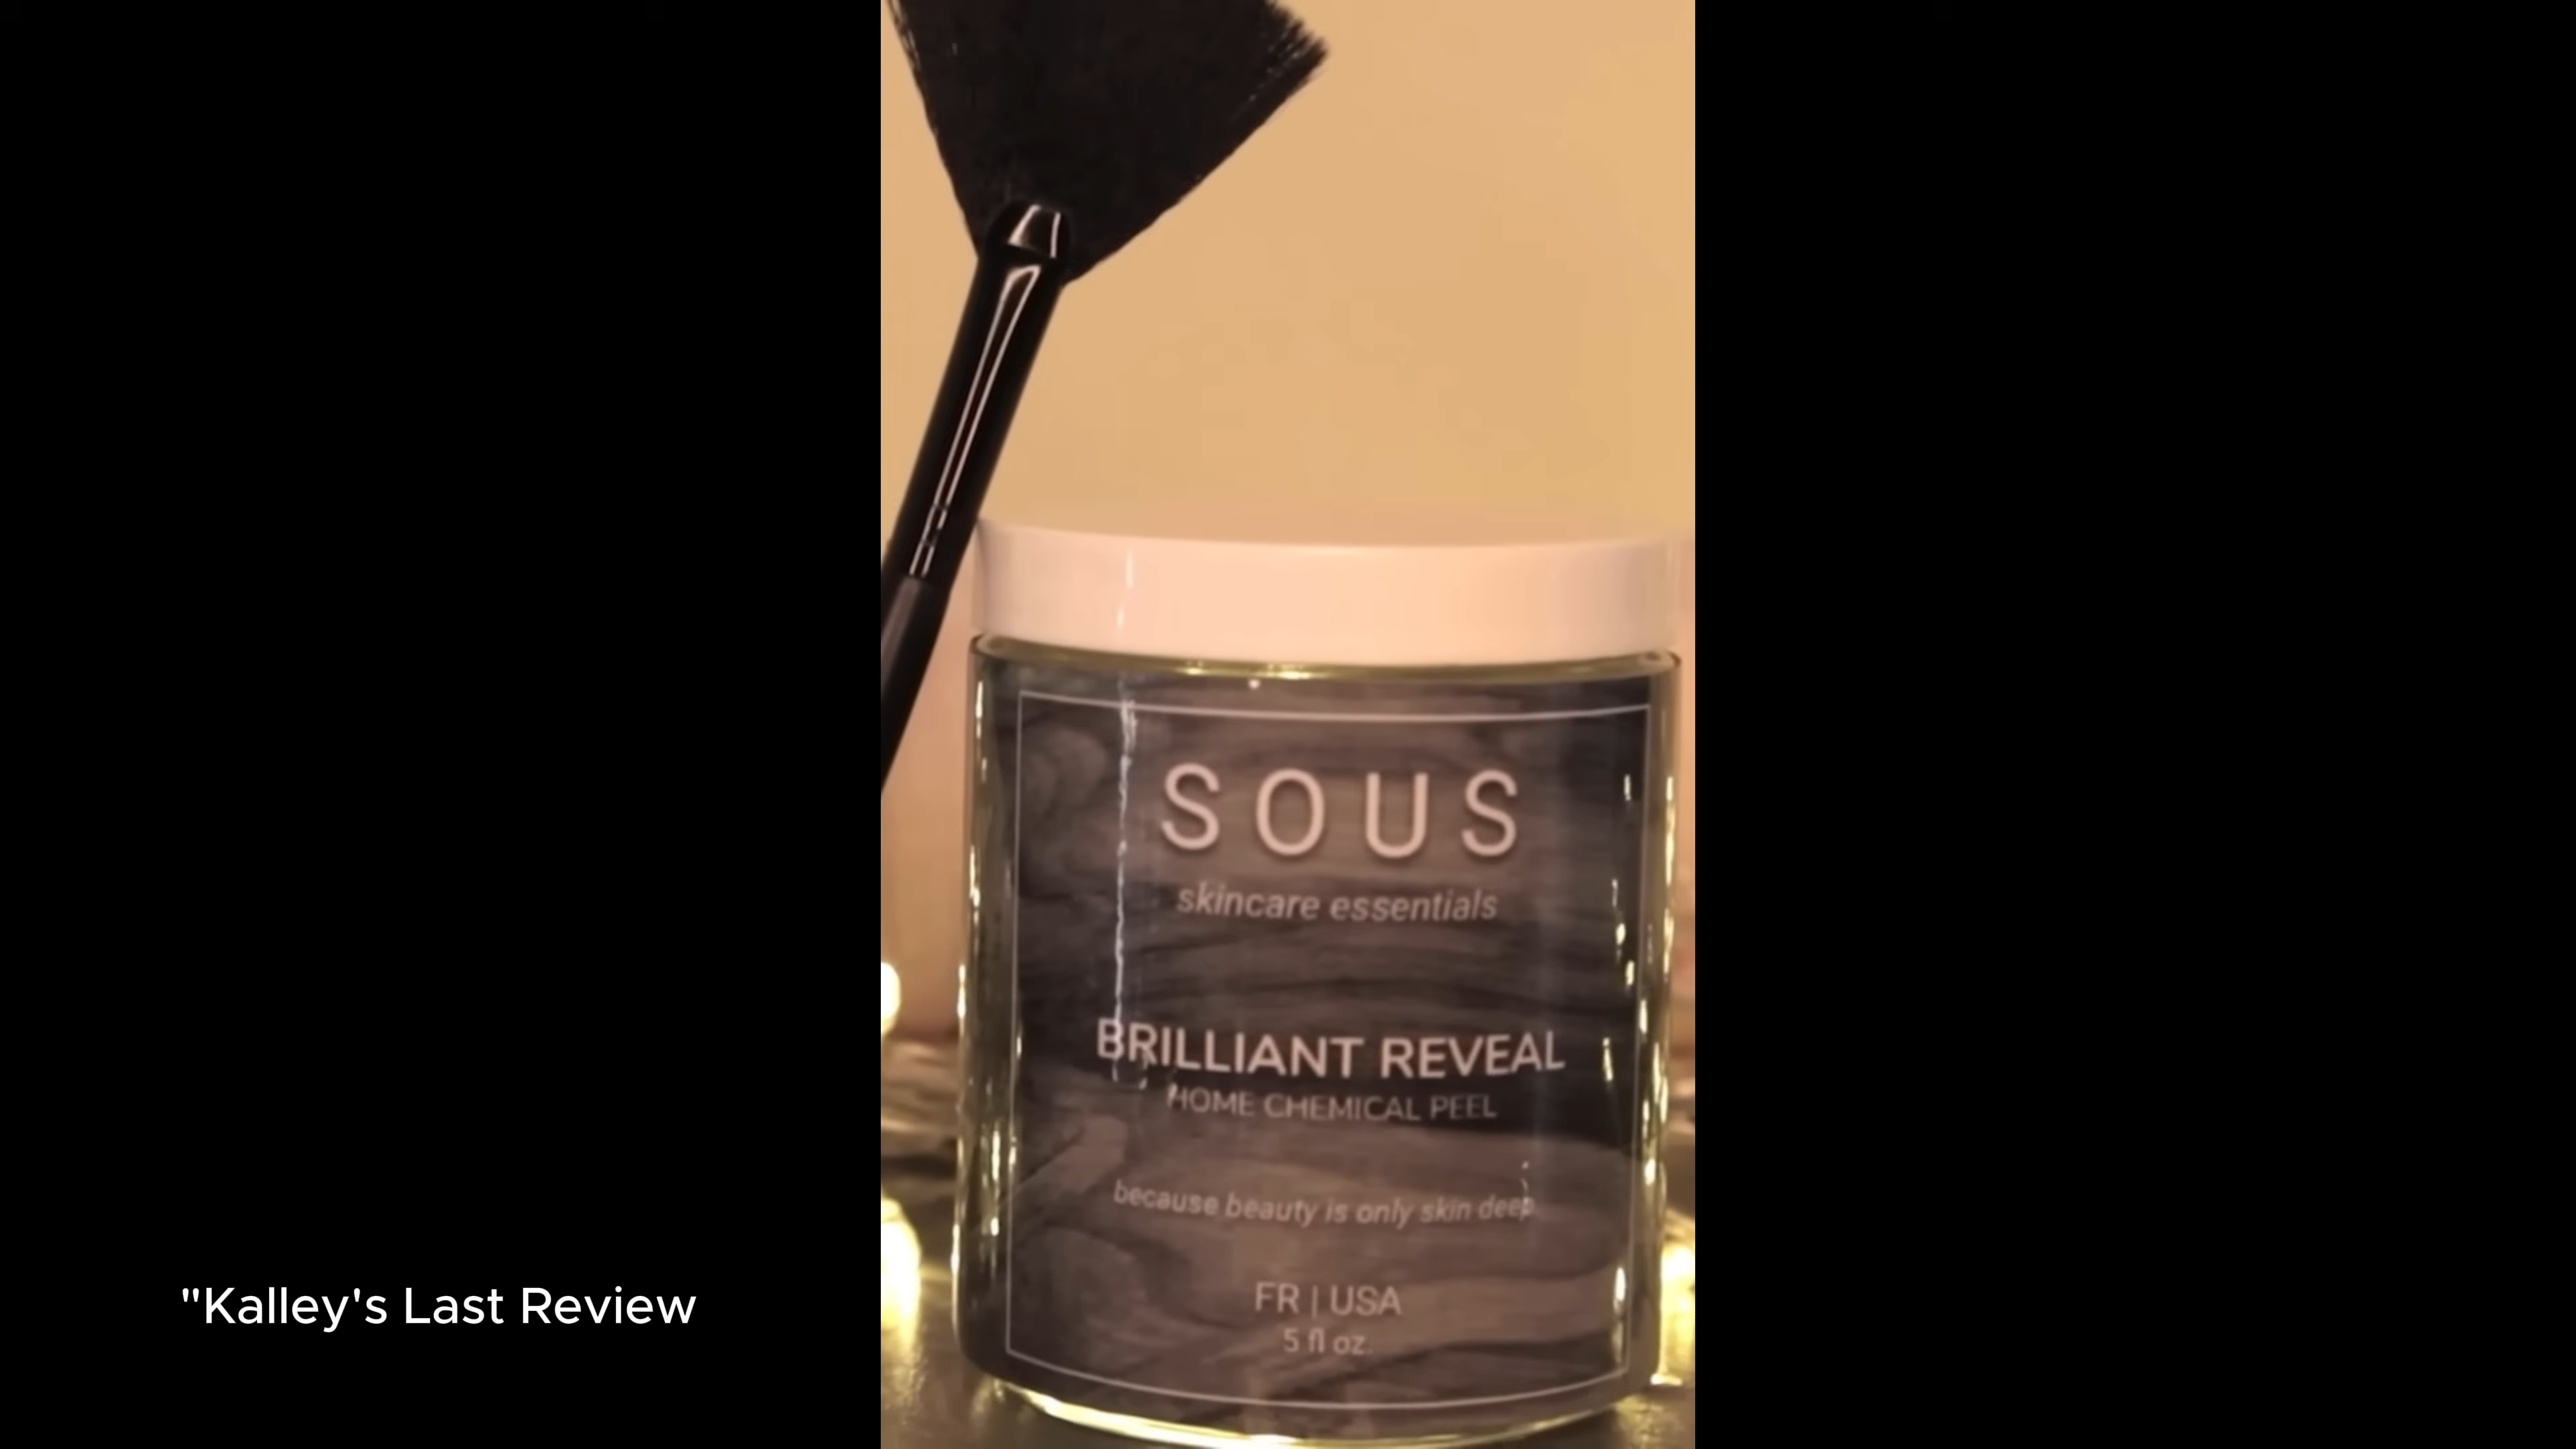 SOUS
skincare essentials
BRILLIANT REVEAL
HOME CHEMICAL PEEL
because beauty is only skin deep
FR | USA
5 fl oz.
"Kalley's Last Review